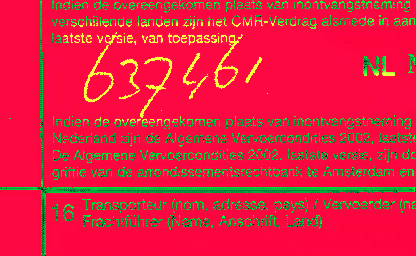 Indien de overeengekomen plaats van inontvangstneming
verschillende landen zijn het CMR-Verdrag alsmede in aan
laatste versie, van toepassing.
637461
NL
Indien de overeengekomen plaats van inontvangstneming
Nederland zijn de Algemene Vervoercondities 2002, laatste
De Algemene Vervoercondities 2002, laatste versie, zijn
griffie van de arrondissementsrechtbank te Amsterdam en
16 Transporteur (nom, adresse, pays) / Vervoerder (na
Frachtführer (Name, Anschrift, Land)